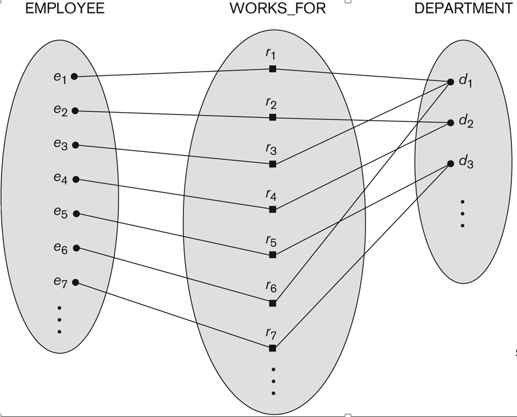 EMPLOYEE WORKS_FOR DEPARTMENT
r1
e1 d1
r2
e2 d2
r3
e3 d3
r4
e4
r5
e5
r6
e6
r7
e7